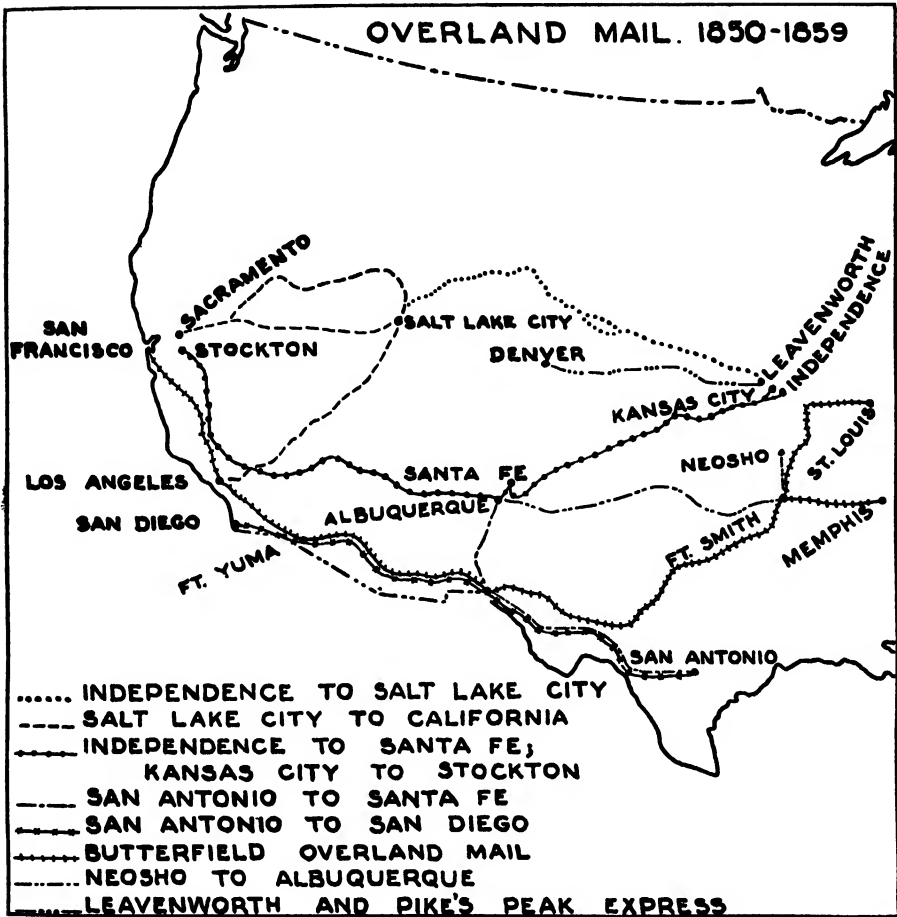 OVERLAND MAIL. 1850-1859
SACRAMENTO
SAN
FRANCISCO
STOCKTON
SALT LAKE CITY
DENVER
LEAVENWORTH
INDEPENDENCE
KANSAS CITY
ST. LOUIS
NEOSHO
SANTA FE
LOS ANGELES
ALBUQUERQUE
SAN DIEGO
FT. SMITH
MEMPHIS
FT. YUMA
SAN ANTONIO
INDEPENDENCE TO SALT LAKE CITY
SALT LAKE CITY TO CALIFORNIA
INDEPENDENCE TO SANTA FE;
KANSAS CITY TO STOCKTON
SAN ANTONIO TO SANTA FE
SAN ANTONIO TO SAN DIEGO
BUTTERFIELD OVERLAND MAIL
NEOSHO TO ALBUQUERQUE
LEAVENWORTH AND PIKE'S PEAK EXPRESS